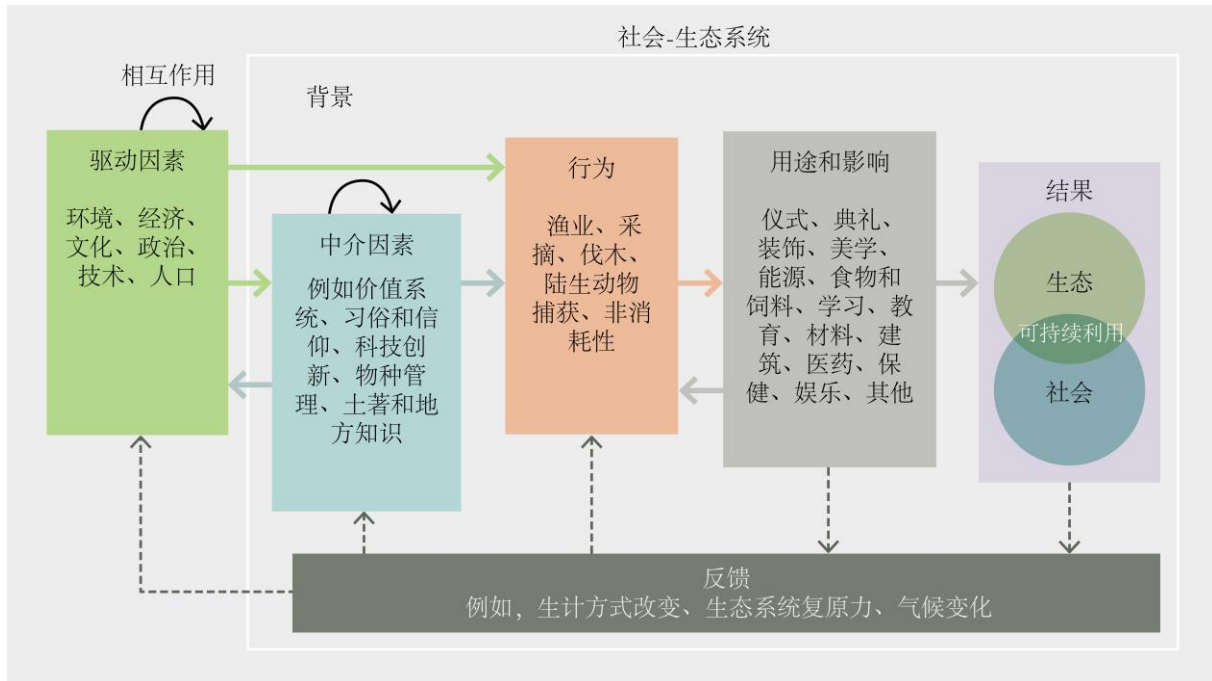 社会-生态系统
相互作用
背景
驱动因素
环境、经济、
文化、政治、
技术、人口
中介因素
例如价值系
统、习俗和信
仰、科技创
新、物种管
理、土著和地
方知识
行为
渔业、采
摘、伐木、
陆生动物
捕获、非消
耗性
用途和影响
仪式、典礼、
装饰、美学、
能源、食物和
饲料、学习、教
育、材料、建
筑、医药、保
健、娱乐、其他
结果
生态
可持续利用
社会
反馈
例如，生计方式改变、生态系统复原力、气候变化